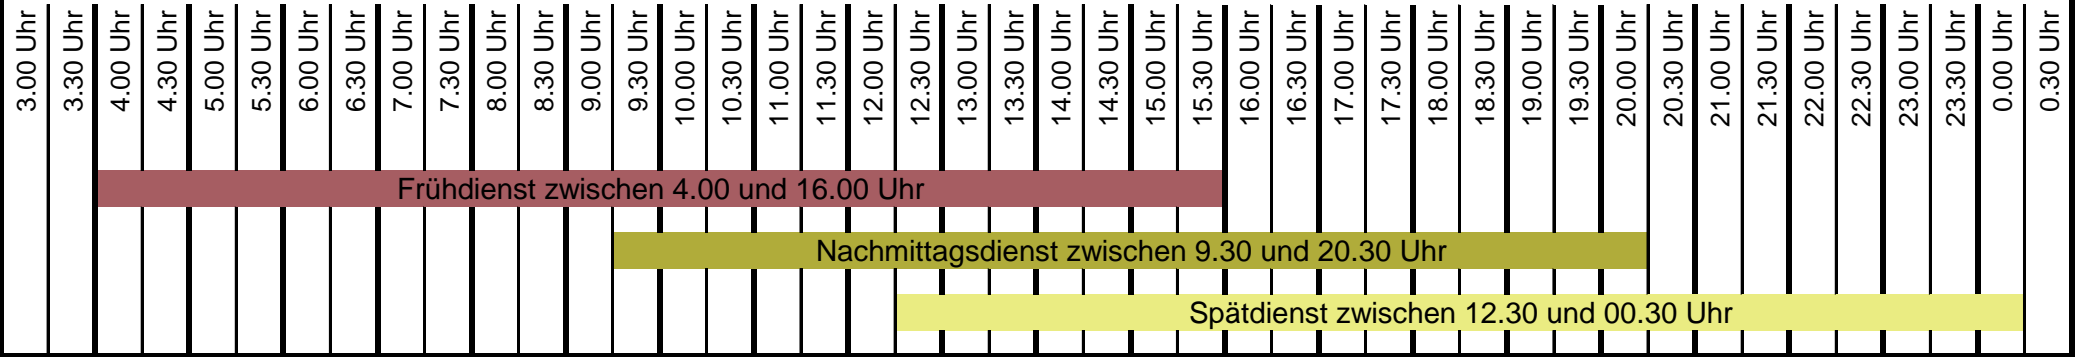 3.00 Uhr
3.30 Uhr
4.00 Uhr
4.30 Uhr
5.00 Uhr
5.30 Uhr
6.00 Uhr
6.30 Uhr
7.00 Uhr
7.30 Uhr
8.00 Uhr
8.30 Uhr
9.00 Uhr
9.30 Uhr
10.00 Uhr
10.30 Uhr
11.00 Uhr
11.30 Uhr
12.00 Uhr
12.30 Uhr
13.00 Uhr
13.30 Uhr
14.00 Uhr
14.30 Uhr
15.00 Uhr
15.30 Uhr
16.00 Uhr
16.30 Uhr
17.00 Uhr
17.30 Uhr
18.00 Uhr
18.30 Uhr
19.00 Uhr
19.30 Uhr
20.00 Uhr
20.30 Uhr
21.00 Uhr
21.30 Uhr
22.00 Uhr
22.30 Uhr
23.00 Uhr
23.30 Uhr
0.00 Uhr
0.30 Uhr
Frühdienst zwischen 4.00 und 16.00 Uhr
Nachmittagsdienst zwischen 9.30 und 20.30 Uhr
Spätdienst zwischen 12.30 und 00.30 Uhr